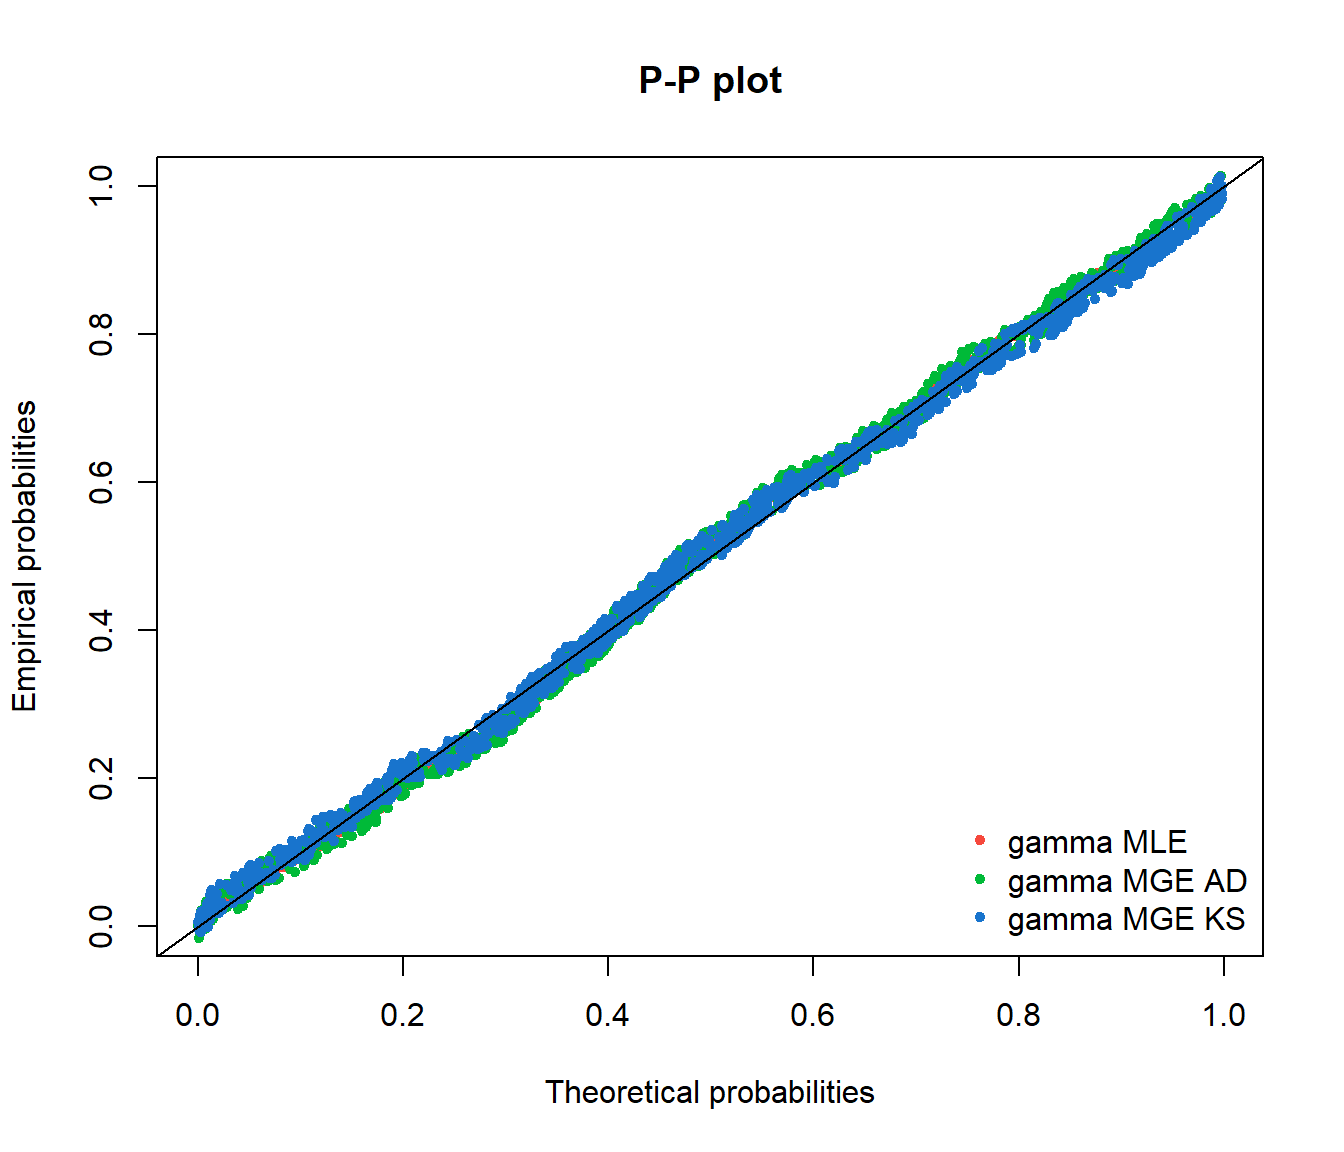 P-P plot
Empirical probabilities
1.0
0.8
0.6
0.4
0.2
0.0
gamma MLE
gamma MGE AD
gamma MGE KS
0.0 0.2 0.4 0.6 0.8 1.0
Theoretical probabilities